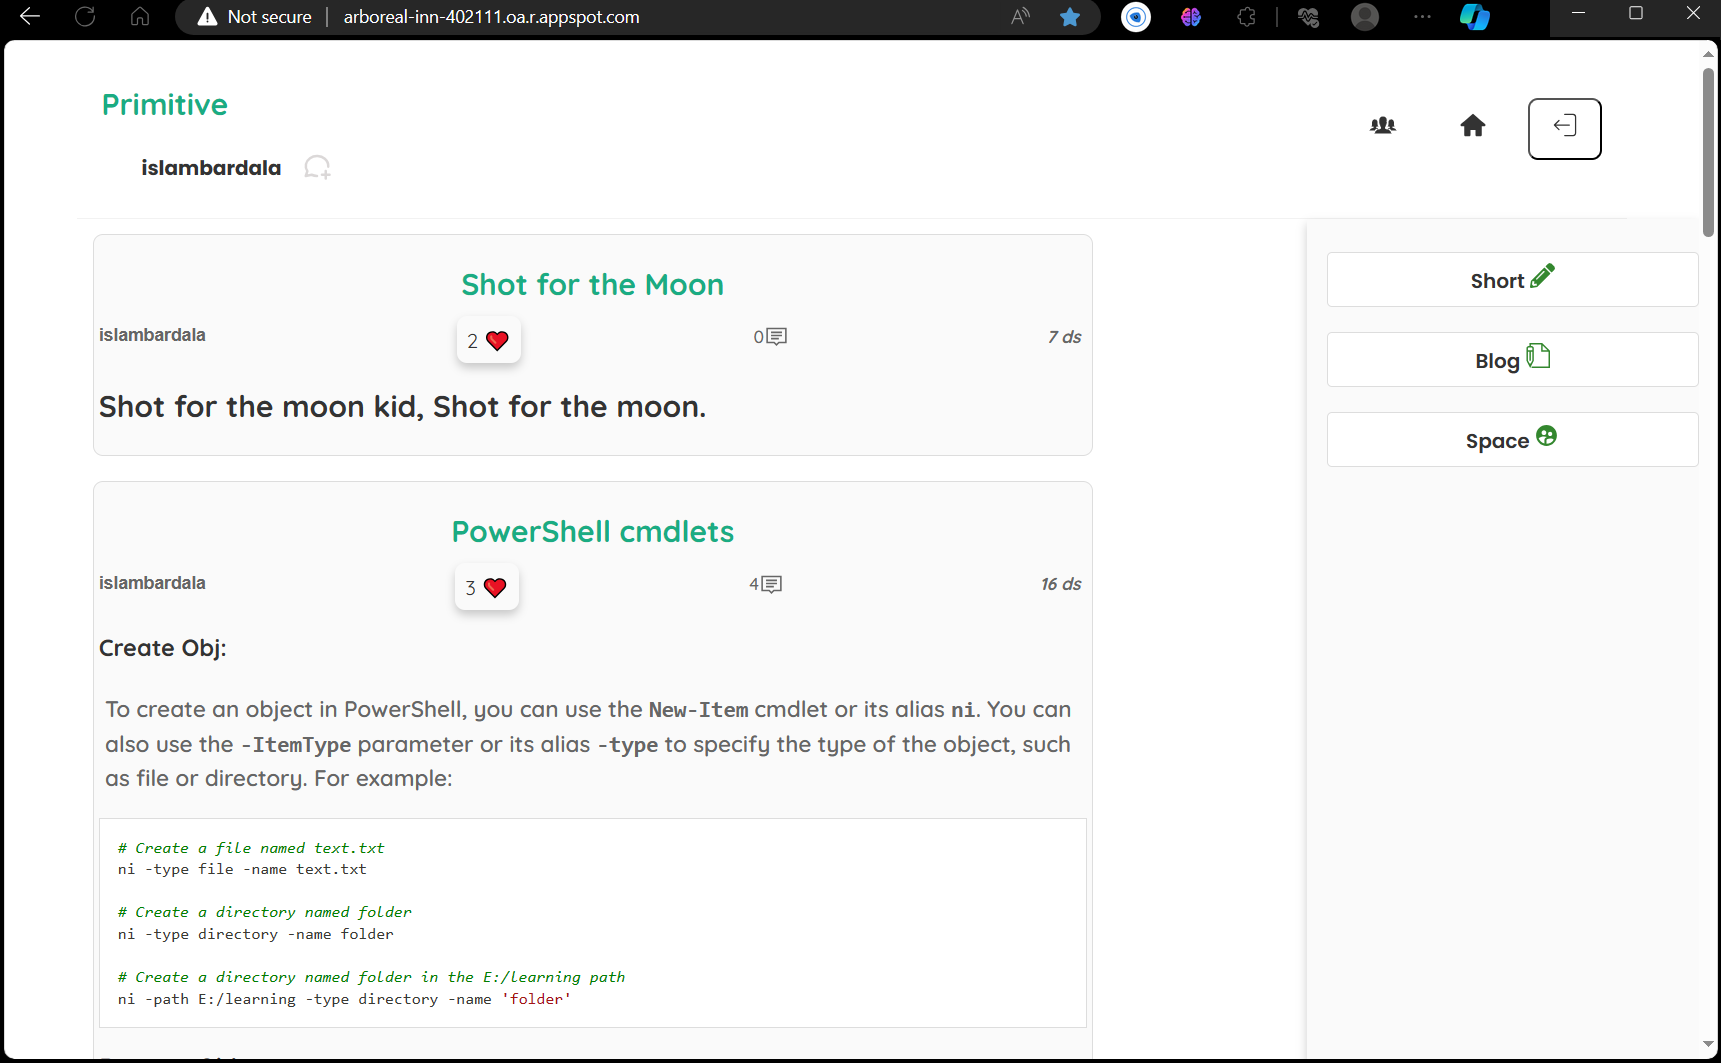 Not secure
arboreal-inn-402111.oa.r.appspot.com
Primitive
islambardala
Shot for the Moon
islambardala
2
0
7 ds
Shot for the moon kid, Shot for the moon.
PowerShell cmdlets
islambardala
3
4
16 ds
Create Obj:
To create an object in PowerShell, you can use the New-Item cmdlet or its alias ni. You can
also use the -ItemType parameter or its alias -type to specify the type of the object, such
as file or directory. For example:
# Create a file named text.txt
ni -type file -name text.txt
# Create a directory named folder
ni -type directory -name folder
# Create a directory named folder in the E:/learning path
ni -path E:/learning -type directory -name 'folder'
Short
Blog
Space